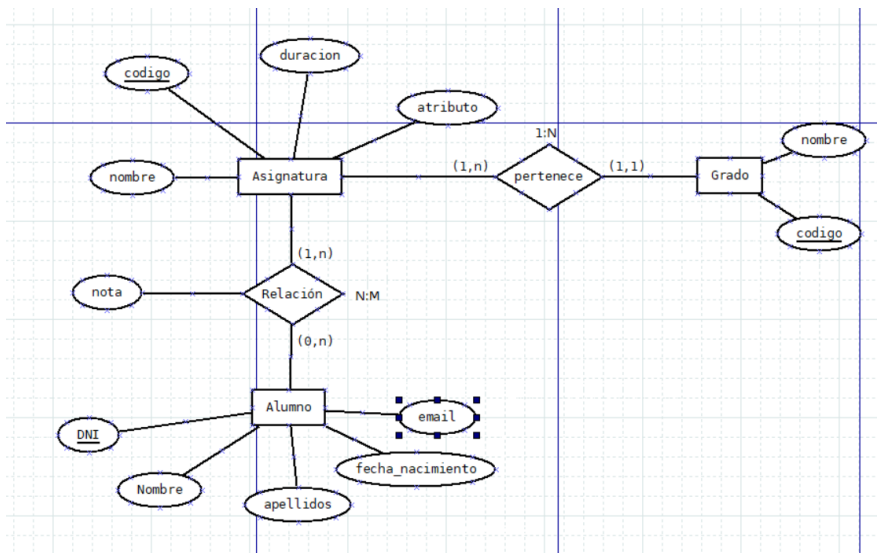 duracion
codigo
atributo
1:N
nombre
nombre
Asignatura
(1,n)
pertenece
(1,1)
Grado
codigo
(1,n)
nota
Relación
N:M
(0,n)
Alumno
email
DNI
fecha_nacimiento
Nombre
apellidos